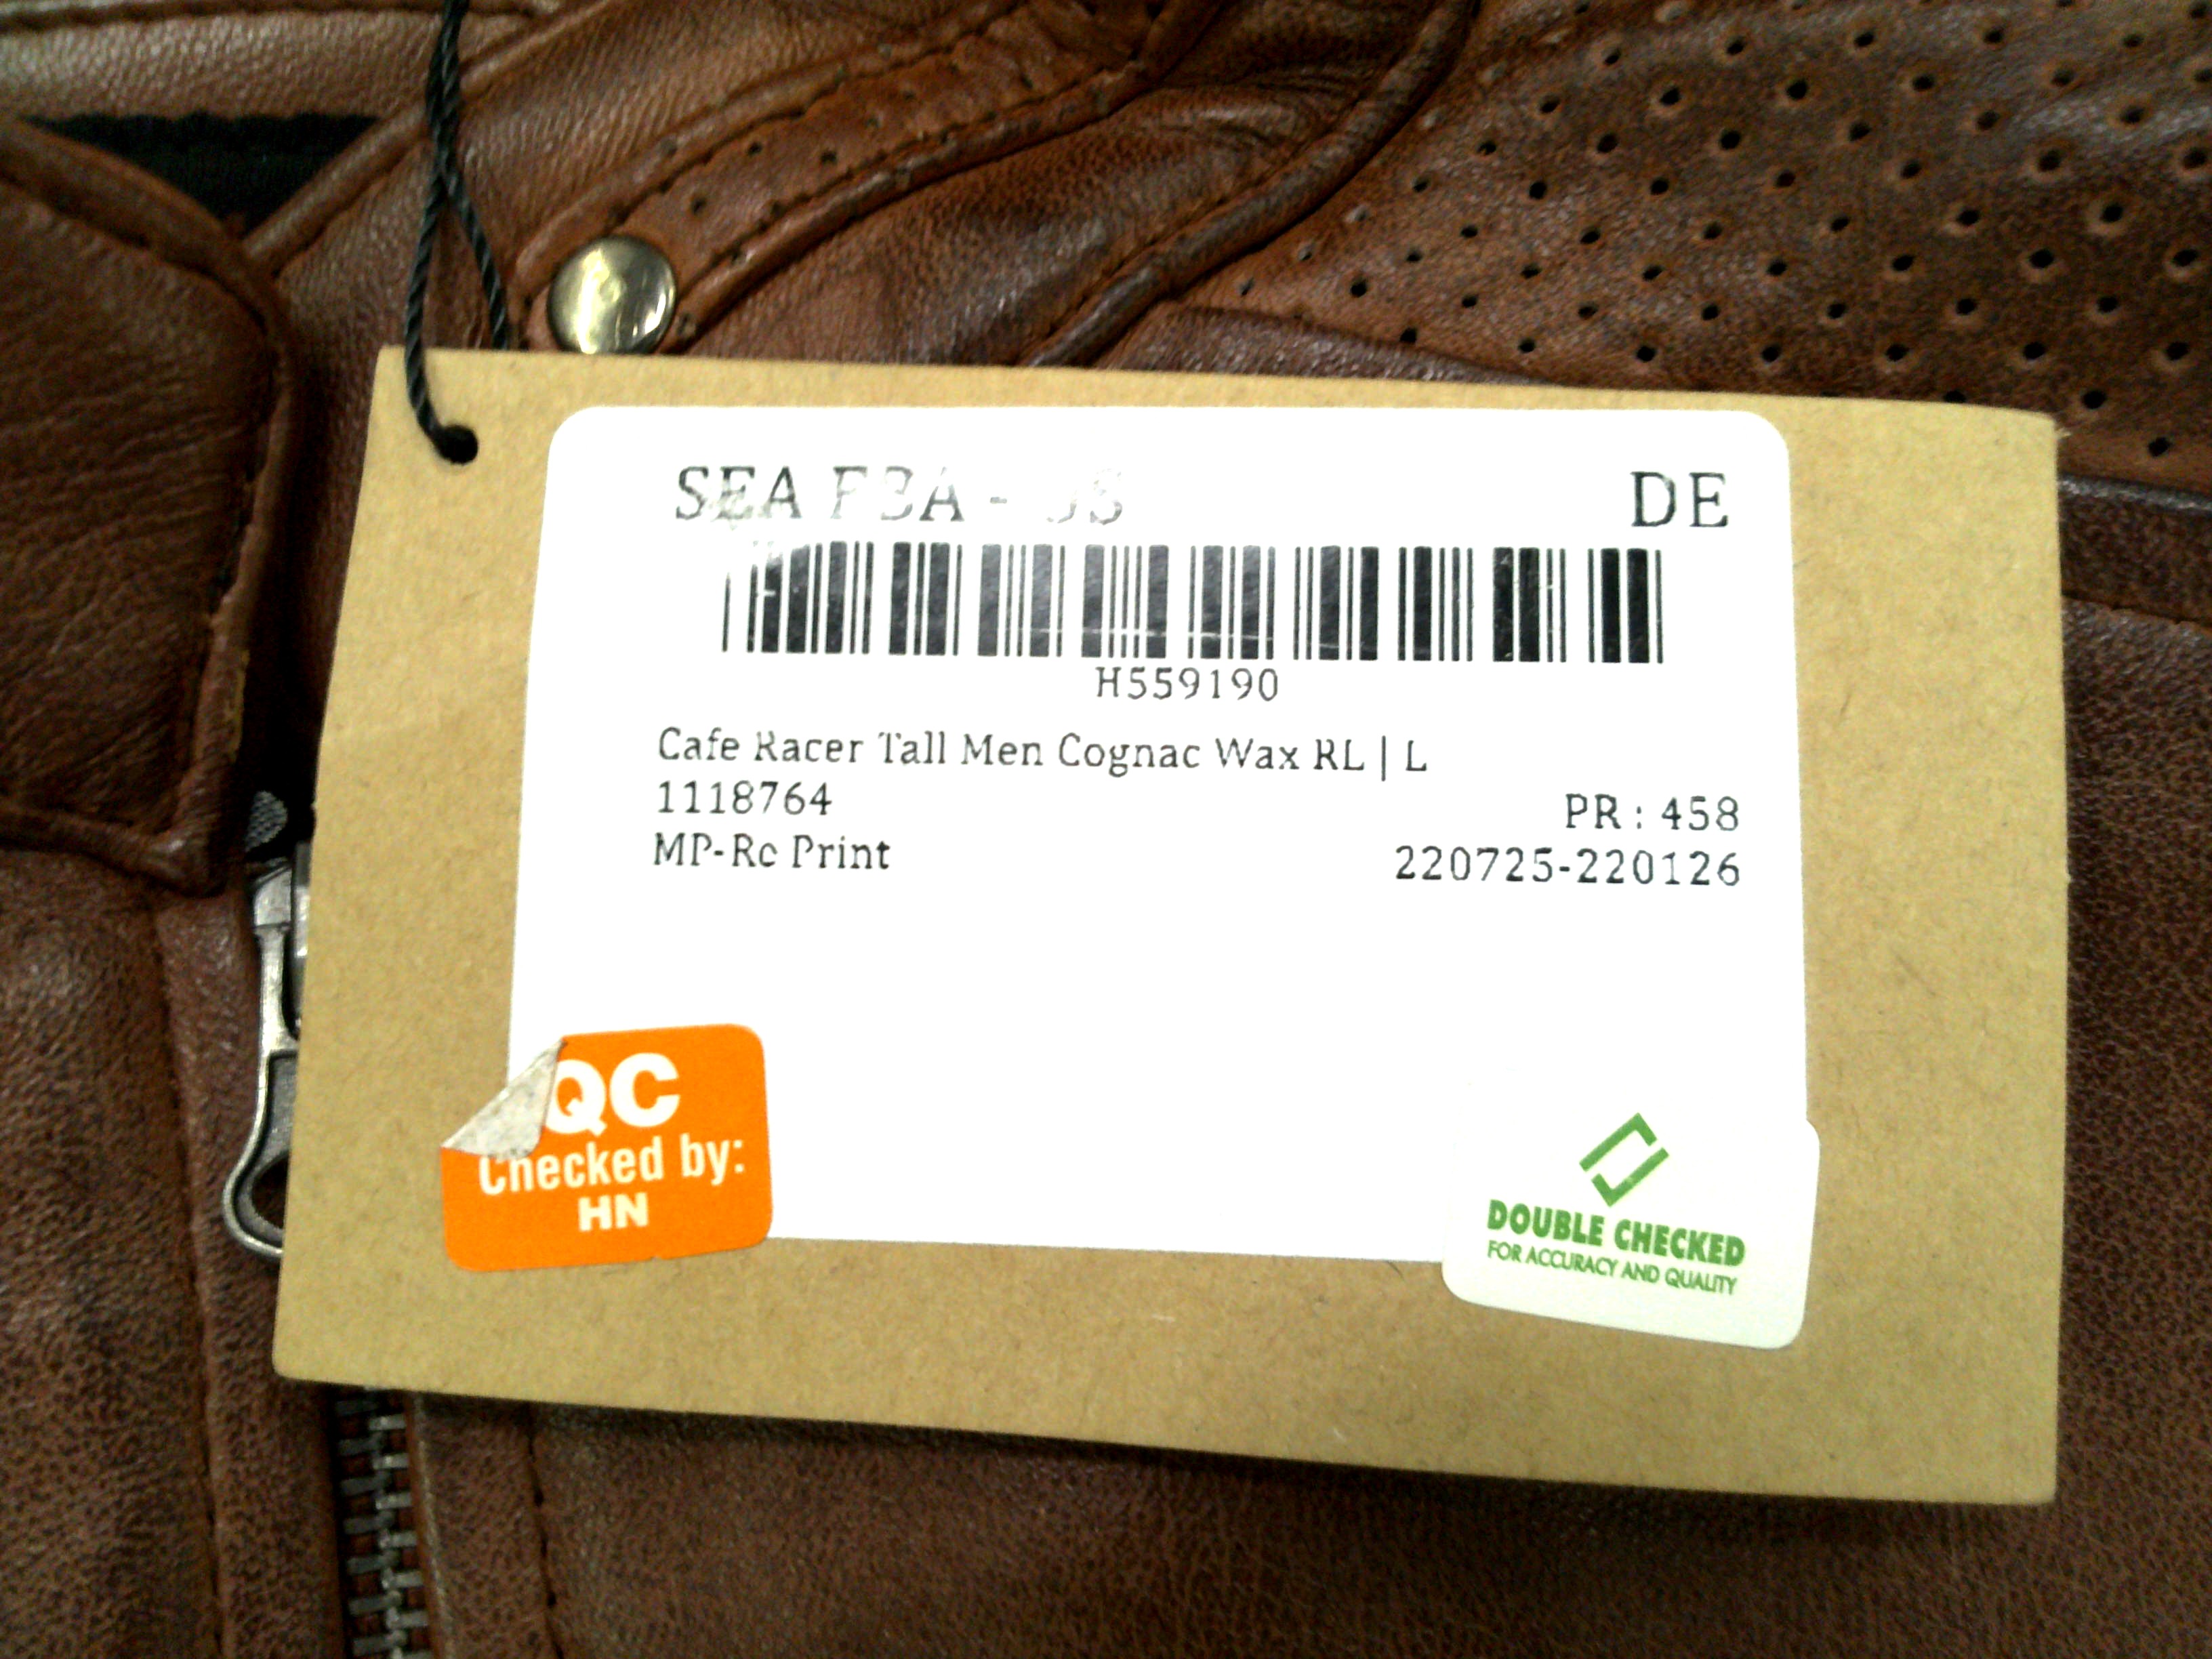 SEA FBA - US DE
H559190
Cafe Racer Tall Men Cognac Wax RL | L
1118764 PR : 458
MP-Rc Print 220725-220126
QC
Checked by:
HN
DOUBLE CHECKED
FOR ACCURACY AND QUALITY